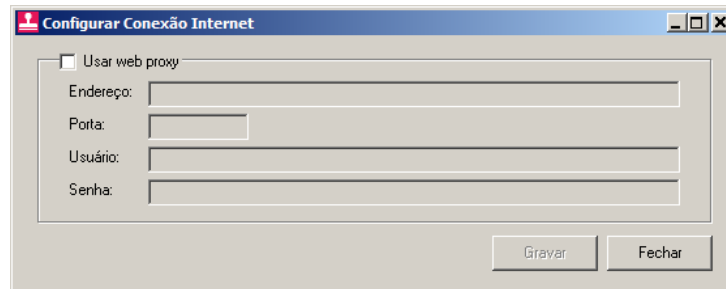 Configurar Conexão Internet
Usar web proxy
Endereço:
Porta:
Usuário:
Senha:
Gravar Fechar